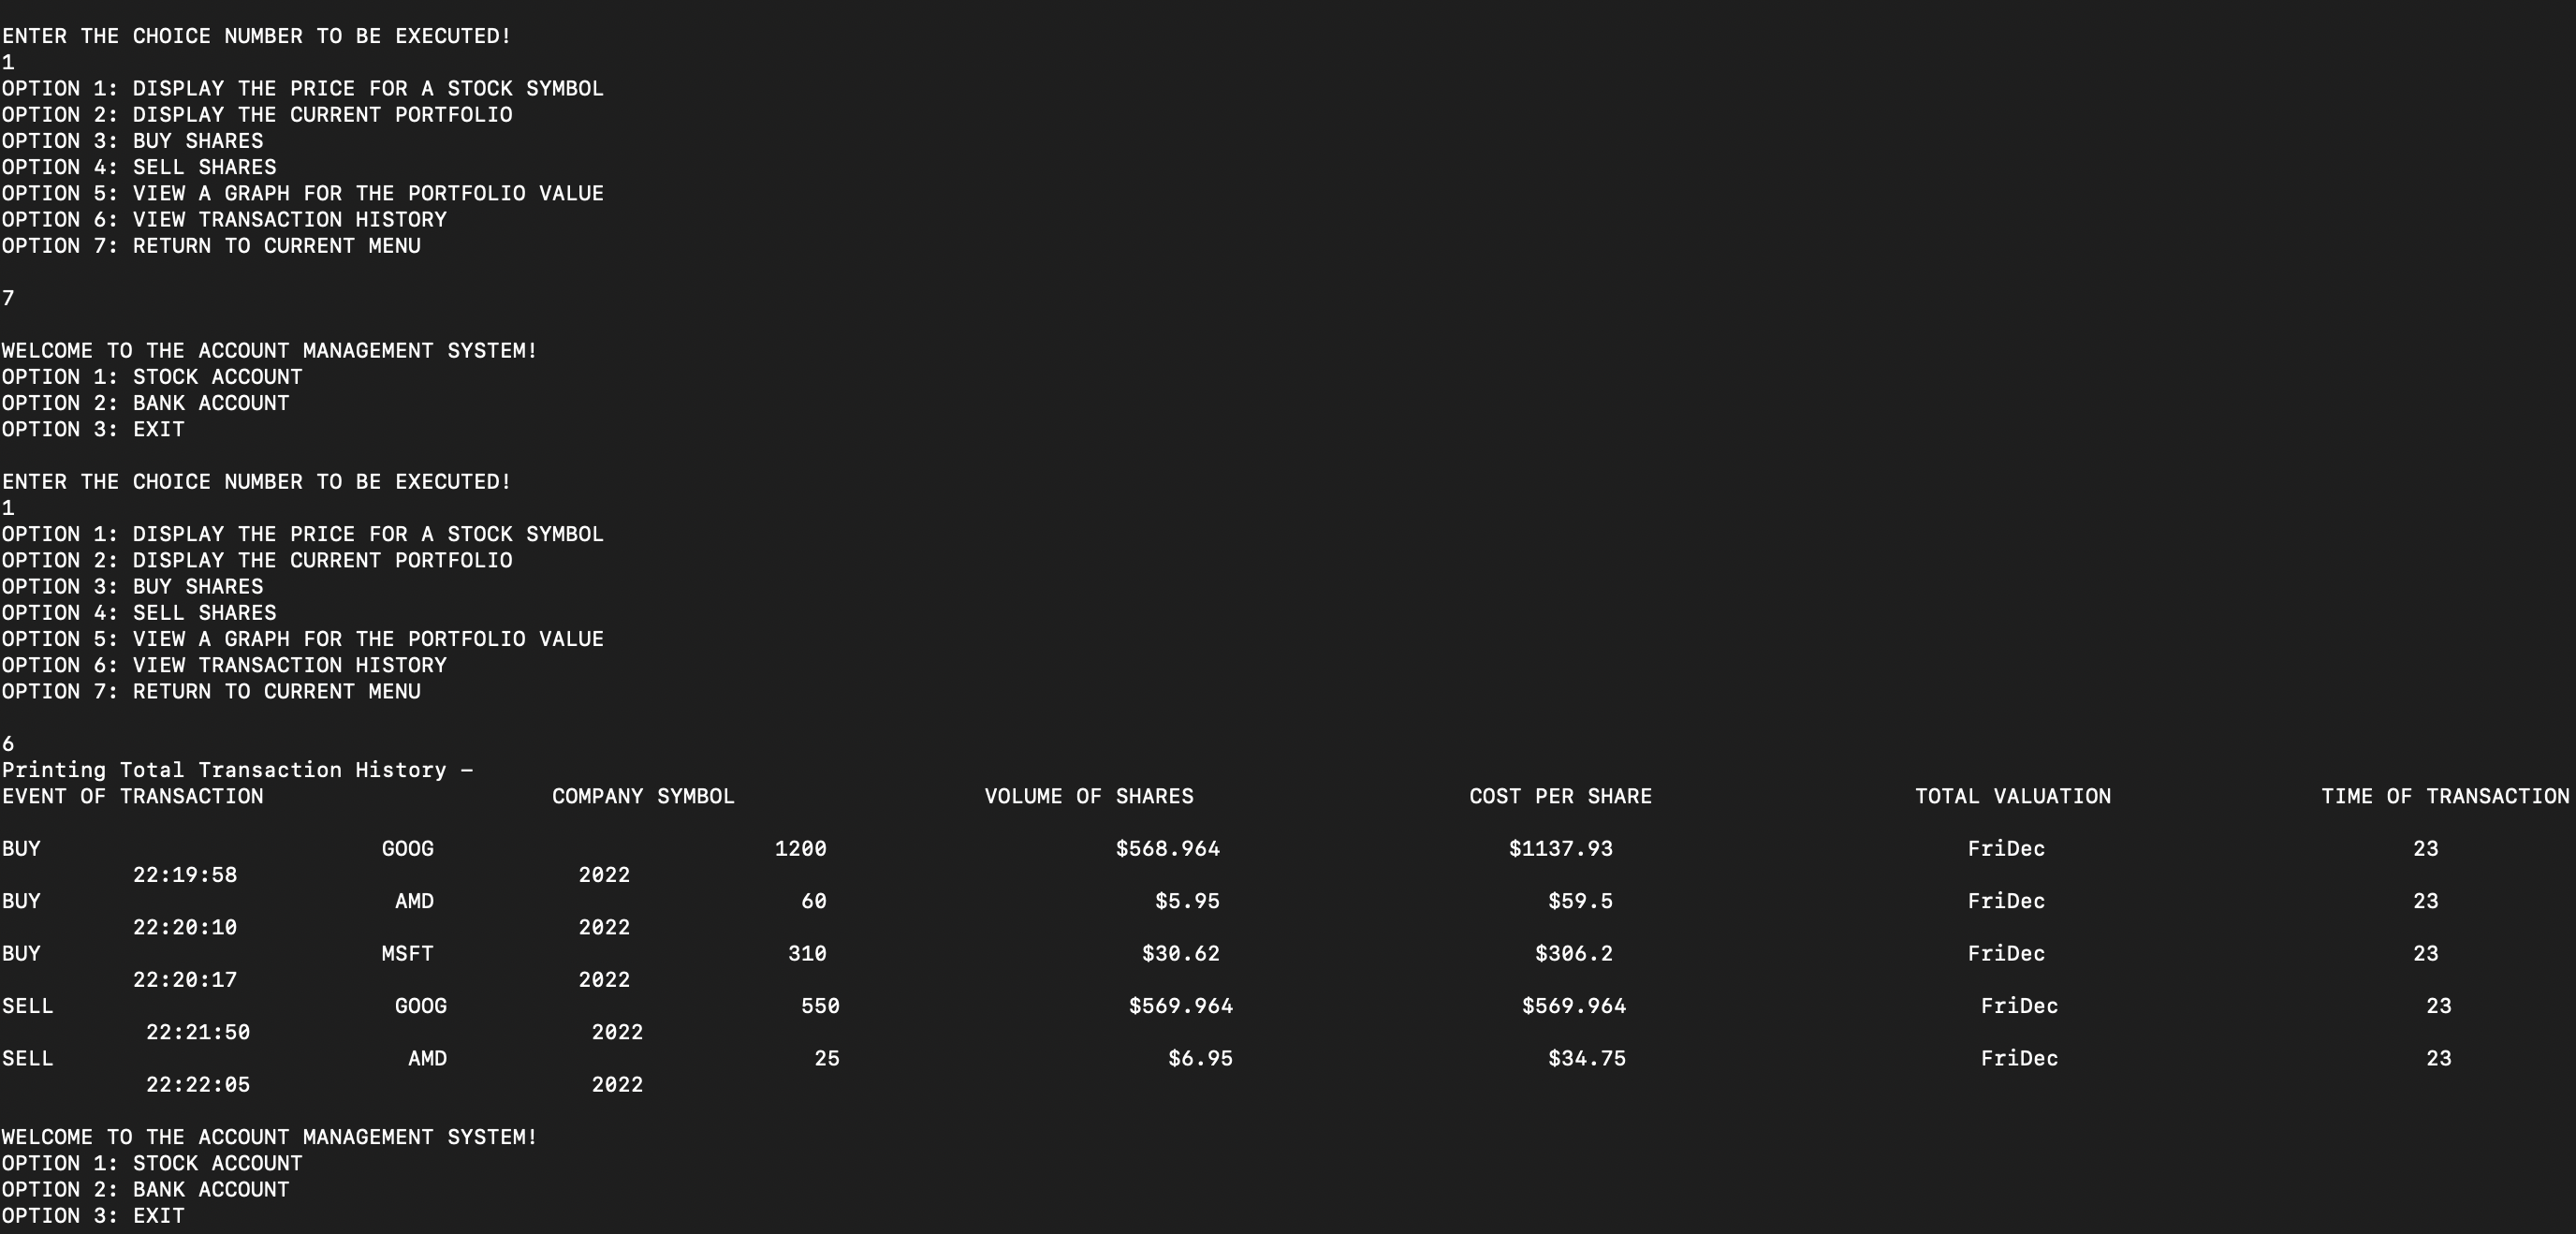 ENTER THE CHOICE NUMBER TO BE EXECUTED!
1
OPTION 1: DISPLAY THE PRICE FOR A STOCK SYMBOL
OPTION 2: DISPLAY THE CURRENT PORTFOLIO
OPTION 3: BUY SHARES
OPTION 4: SELL SHARES
OPTION 5: VIEW A GRAPH FOR THE PORTFOLIO VALUE
OPTION 6: VIEW TRANSACTION HISTORY
OPTION 7: RETURN TO CURRENT MENU
7
WELCOME TO THE ACCOUNT MANAGEMENT SYSTEM!
OPTION 1: STOCK ACCOUNT
OPTION 2: BANK ACCOUNT
OPTION 3: EXIT
ENTER THE CHOICE NUMBER TO BE EXECUTED!
1
OPTION 1: DISPLAY THE PRICE FOR A STOCK SYMBOL
OPTION 2: DISPLAY THE CURRENT PORTFOLIO
OPTION 3: BUY SHARES
OPTION 4: SELL SHARES
OPTION 5: VIEW A GRAPH FOR THE PORTFOLIO VALUE
OPTION 6: VIEW TRANSACTION HISTORY
OPTION 7: RETURN TO CURRENT MENU
6
Printing Total Transaction History –
EVENT OF TRANSACTION COMPANY SYMBOL VOLUME OF SHARES COST PER SHARE TOTAL VALUATION TIME OF TRANSACTION
BUY GOOG 1200 $568.964 $1137.93 FriDec 23
22:19:58 2022
BUY AMD 60 $5.95 $59.5 FriDec 23
22:20:10 2022
BUY MSFT 310 $30.62 $306.2 FriDec 23
22:20:17 2022
SELL GOOG 550 $569.964 $569.964 FriDec 23
22:21:50 2022
SELL AMD 25 $6.95 $34.75 FriDec 23
22:22:05 2022
WELCOME TO THE ACCOUNT MANAGEMENT SYSTEM!
OPTION 1: STOCK ACCOUNT
OPTION 2: BANK ACCOUNT
OPTION 3: EXIT